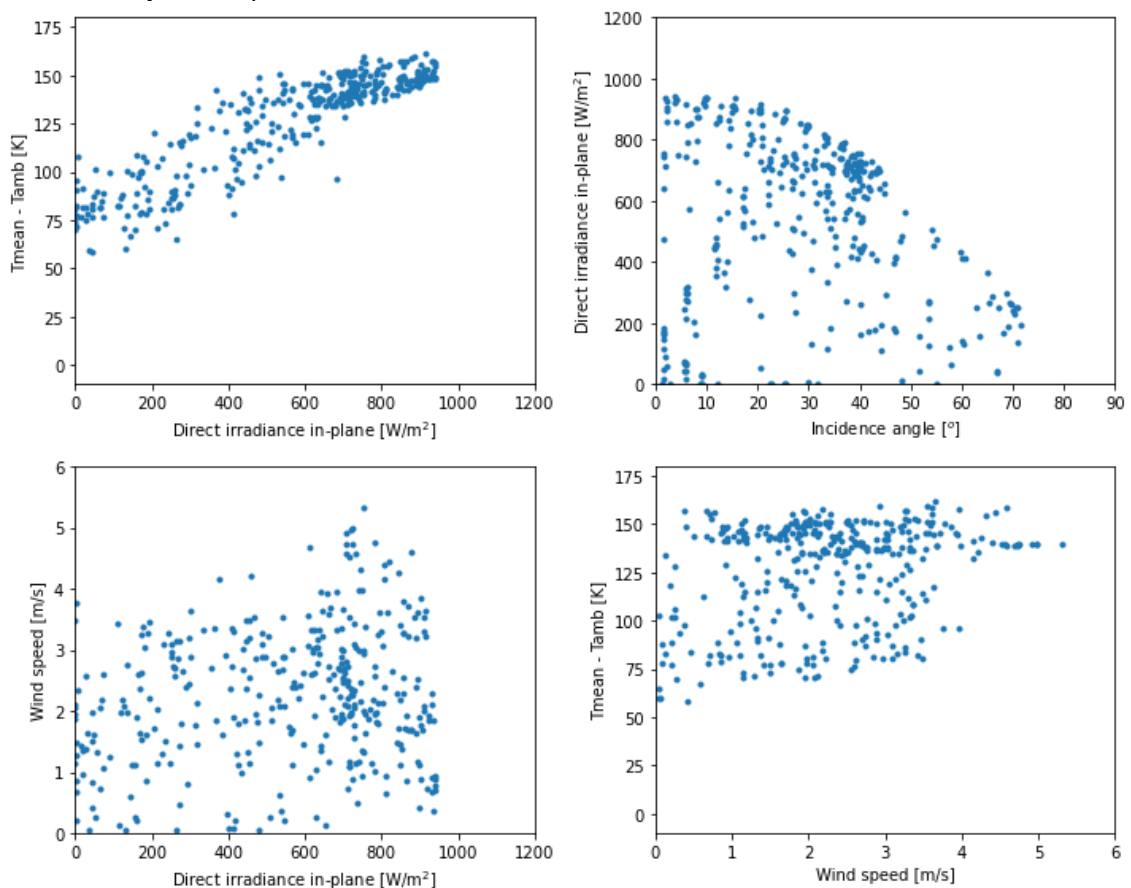 175
150
125
100
75
50
25
0
Tmean - Tamb [K]
0 200 400 600 800 1000 1200
Direct irradiance in-plane [W/m²]
1200
1000
800
600
400
200
0
Direct irradiance in-plane [W/m²]
0 10 20 30 40 50 60 70 80 90
Incidence angle [°]
6
5
4
3
2
1
0
Wind speed [m/s]
0 200 400 600 800 1000 1200
Direct irradiance in-plane [W/m²]
175
150
125
100
75
50
25
0
Tmean - Tamb [K]
0 1 2 3 4 5 6
Wind speed [m/s]